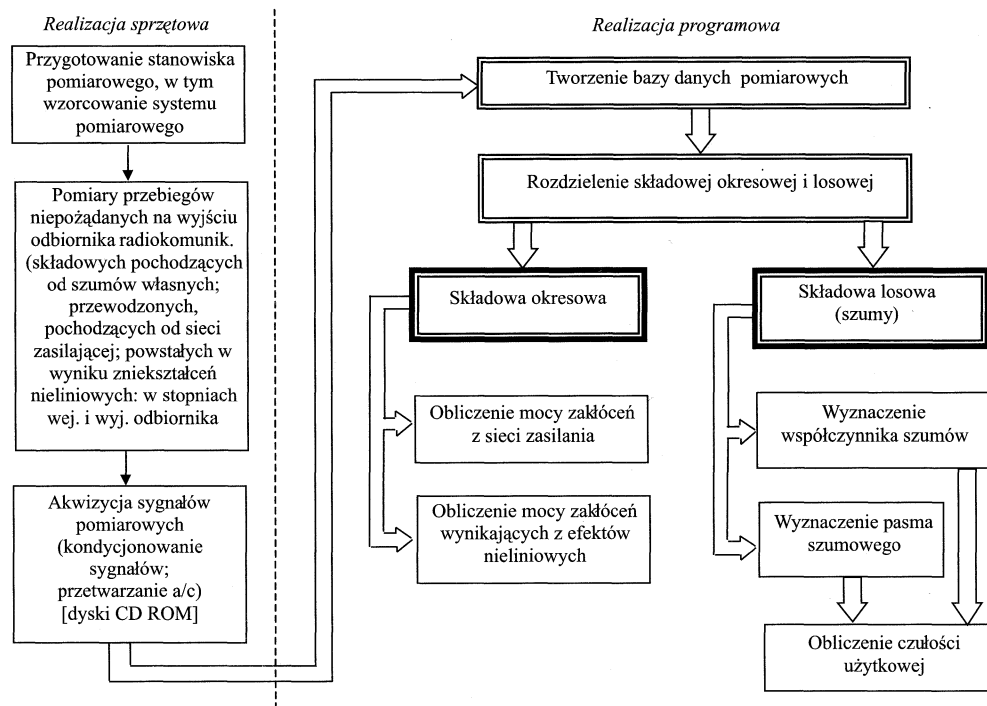 Realizacja sprzętowa
Przygotowanie stanowiska
pomiarowego, w tym
wzorcowanie systemu
pomiarowego
Pomiary przebiegów
niepożądanych na wyjściu
odbiornika radiokomunik.
(składowych pochodzących
od szumów własnych;
przewodzonych,
pochodzących od sieci
zasilającej; powstałych w
wyniku zniekształceń
nieliniowych: w stopniach
wej. i wyj. odbiornika
Akwizycja sygnałów
pomiarowych
(kondycjonowanie
sygnałów;
przetwarzanie a/c)
[dyski CD ROM]
Realizacja programowa
Tworzenie bazy danych pomiarowych
Rozdzielenie składowej okresowej i losowej
Składowa okresowa
Obliczenie mocy zakłóceń
z sieci zasilania
Obliczenie mocy zakłóceń
wynikających z efektów
nieliniowych
Składowa losowa
(szumy)
Wyznaczenie
współczynnika szumów
Wyznaczenie pasma
szumowego
Obliczenie czułości
użytkowej